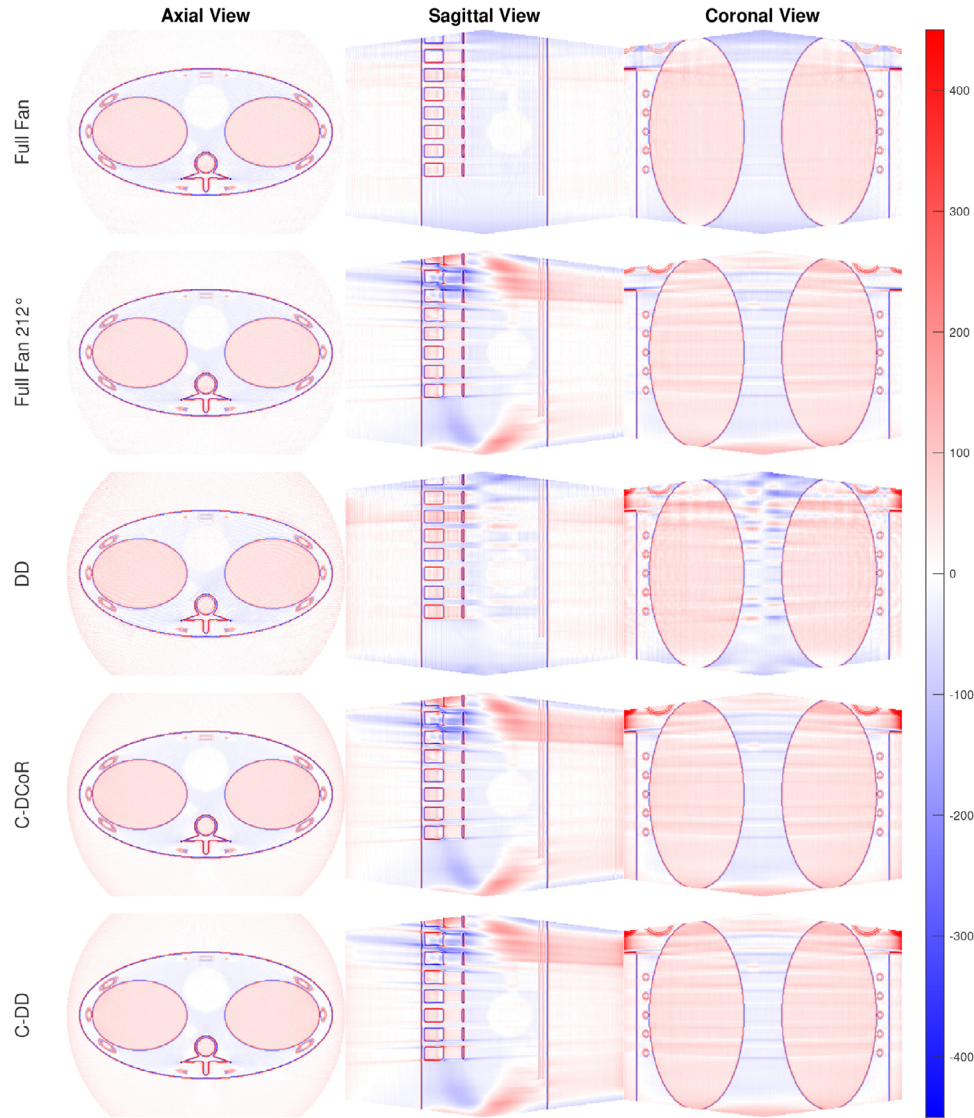 Axial View Sagittal View Coronal View
Full Fan
Full Fan 212°
DD
C-DCoR
C-DD
400
300
200
100
0
-100
-200
-300
-400